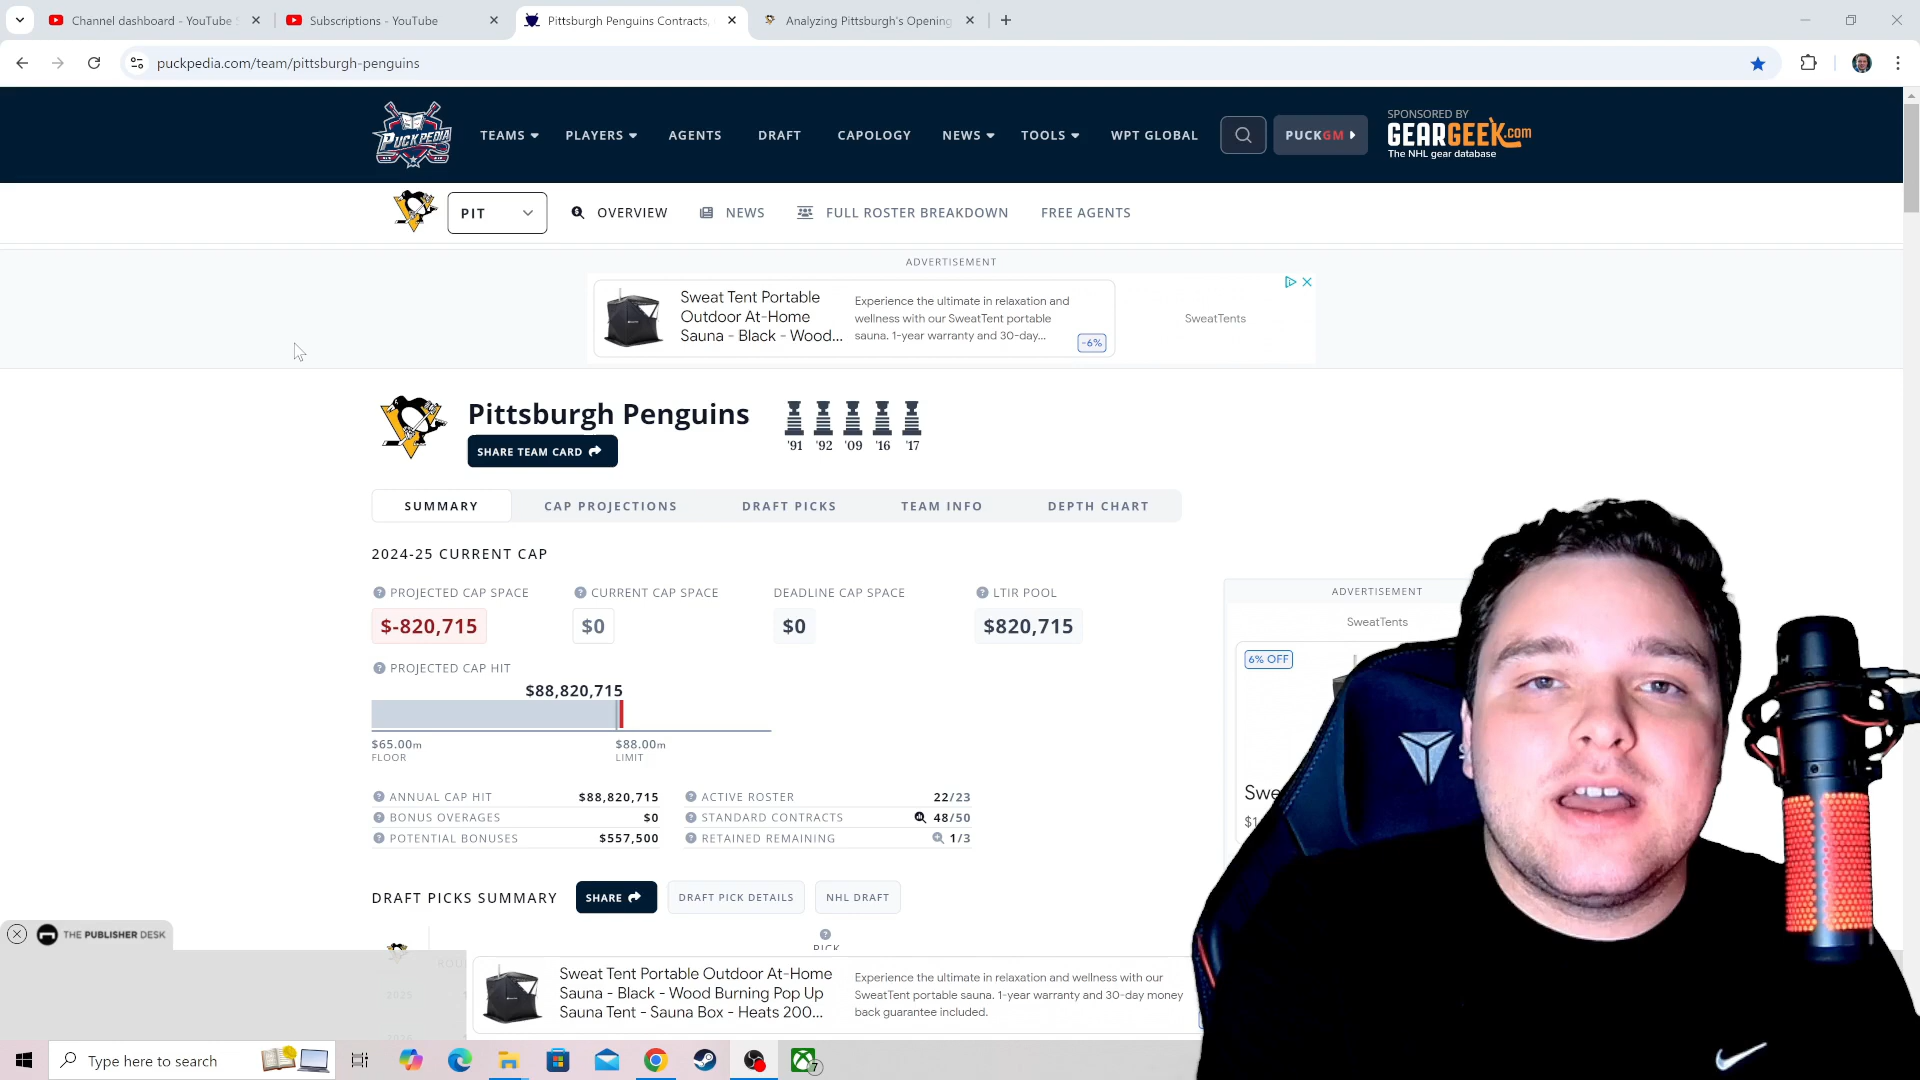 Channel dashboard - YouTube
Subscriptions - YouTube
Pittsburgh Penguins Contracts,
Analyzing Pittsburgh's Opening
puckpedia.com/team/pittsburgh-penguins
PUCKPEDIA
TEAMS
PLAYERS
AGENTS
DRAFT
CAPOLOGY
NEWS
TOOLS
WPT GLOBAL
PUCKGM
SPONSORED BY
GEARGEEK.com
The NHL gear database
PIT
OVERVIEW
NEWS
FULL ROSTER BREAKDOWN
FREE AGENTS
ADVERTISEMENT
Sweat Tent Portable
Outdoor At-Home
Sauna - Black - Wood...
Experience the ultimate in relaxation and
wellness with our SweatTent portable
sauna. 1-year warranty and 30-day...
-6%
SweatTents
Pittsburgh Penguins
SHARE TEAM CARD
'91 '92 '09 '16 '17
SUMMARY
CAP PROJECTIONS
DRAFT PICKS
TEAM INFO
DEPTH CHART
2024-25 CURRENT CAP
PROJECTED CAP SPACE
CURRENT CAP SPACE
DEADLINE CAP SPACE
LTIR POOL
$-820,715
$0
$0
$820,715
PROJECTED CAP HIT
$88,820,715
$65.00m
FLOOR
$88.00m
LIMIT
ANNUAL CAP HIT $88,820,715
BONUS OVERAGES $0
POTENTIAL BONUSES $557,500
ACTIVE ROSTER 22/23
STANDARD CONTRACTS 48/50
RETAINED REMAINING 1/3
ADVERTISEMENT
SweatTents
6% OFF
Swe
$1
DRAFT PICKS SUMMARY
SHARE
DRAFT PICK DETAILS
NHL DRAFT
PICK
ROU
2025
THE PUBLISHER DESK
Sweat Tent Portable Outdoor At-Home
Sauna - Black - Wood Burning Pop Up
Sauna Tent - Sauna Box - Heats 200...
Experience the ultimate in relaxation and wellness with our
SweatTent portable sauna. 1-year warranty and 30-day money
back guarantee included.
Type here to search
7